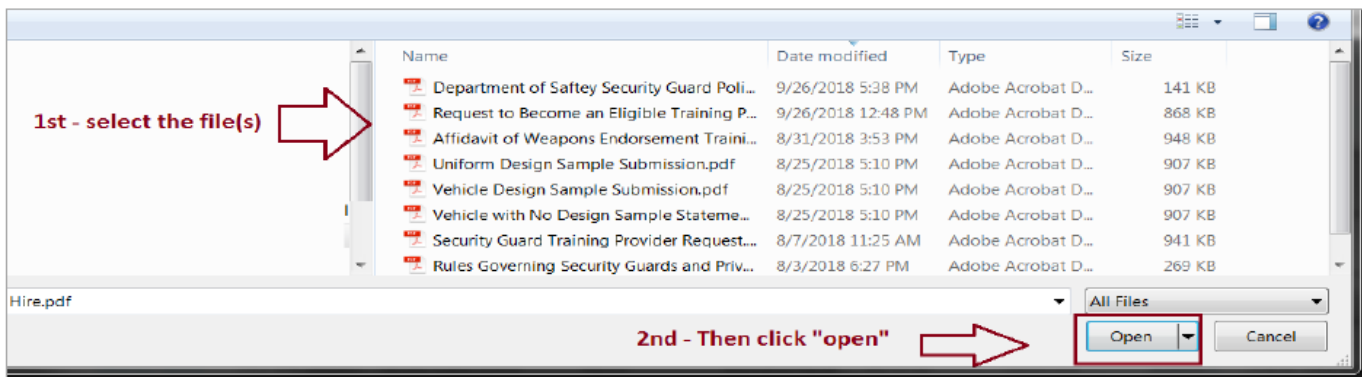 Name Date modified Type Size
Department of Saftey Security Guard Poli... 9/26/2018 5:38 PM Adobe Acrobat D... 141 KB
1st - select the file(s) Request to Become an Eligible Training P... 9/26/2018 12:48 PM Adobe Acrobat D... 868 KB
Affidavit of Weapons Endorsement Traini... 8/31/2018 3:53 PM Adobe Acrobat D... 948 KB
Uniform Design Sample Submission.pdf 8/25/2018 5:10 PM Adobe Acrobat D... 907 KB
Vehicle Design Sample Submission.pdf 8/25/2018 5:10 PM Adobe Acrobat D... 907 KB
Vehicle with No Design Sample Stateme... 8/25/2018 5:10 PM Adobe Acrobat D... 907 KB
Security Guard Training Provider Request.... 8/7/2018 11:25 AM Adobe Acrobat D... 941 KB
Rules Governing Security Guards and Priv... 8/3/2018 6:27 PM Adobe Acrobat D... 269 KB
Hire.pdf All Files
2nd - Then click "open" Open Cancel